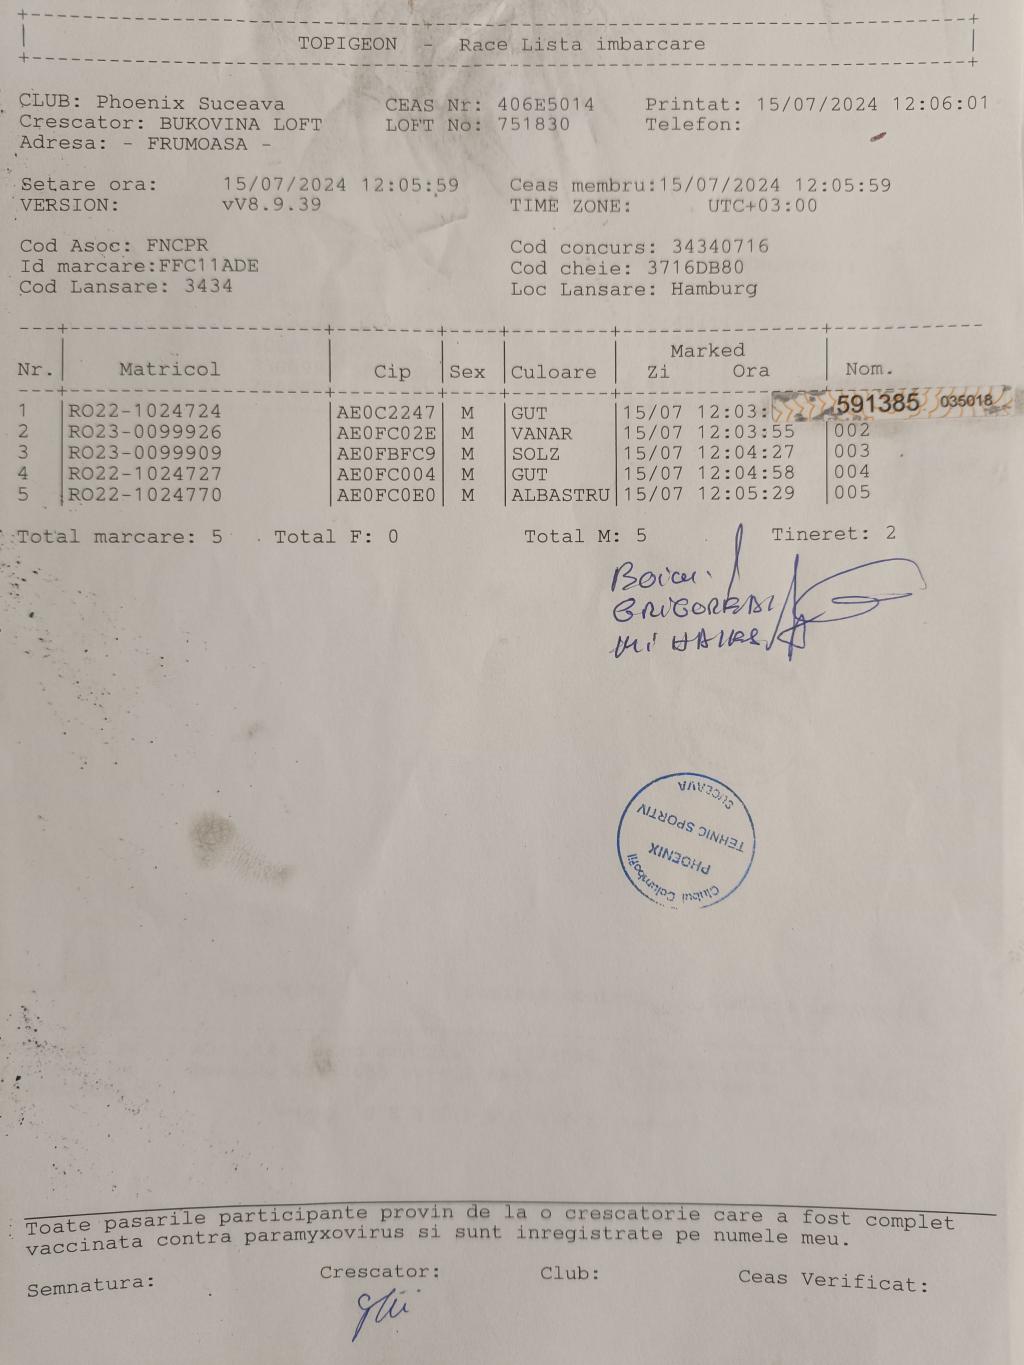 TOPIGEON - Race Lista imbarcare
CLUB: Phoenix Suceava CEAS Nr: 406E5014 Printat: 15/07/2024 12:06:01
Crescator: BUKOVINA LOFT LOFT No: 751830 Telefon:
Adresa: - FRUMOASA -
Setare ora: 15/07/2024 12:05:59 Ceas membru:15/07/2024 12:05:59
VERSION: vV8.9.39 TIME ZONE: UTC+03:00
Cod Asoc: FNCPR Cod concurs: 34340716
Id marcare:FFC11ADE Cod cheie: 3716DB80
Cod Lansare: 3434 Loc Lansare: Hamburg
Marked
Nr. Matricol Cip Sex Culoare Zi Ora Nom.
1 RO22-1024724 AE0C2247 M GUT 15/07 12:03: 591385 035018
2 RO23-0099926 AE0FC02E M VANAR 15/07 12:03:55 002
3 RO23-0099909 AE0FBFC9 M SOLZ 15/07 12:04:27 003
4 RO22-1024727 AE0FC004 M GUT 15/07 12:04:58 004
5 RO22-1024770 AE0FC0E0 M ALBASTRU 15/07 12:05:29 005
Total marcare: 5 Total F: 0 Total M: 5 Tineret: 2
SUCEAVA
TEHNIC SPORTIV
PHOENIX
Clubul Columbofil
Toate pasarile participante provin de la o crescatorie care a fost complet
vaccinata contra paramyxovirus si sunt inregistrate pe numele meu.
Semnatura: Crescator: Club: Ceas Verificat: